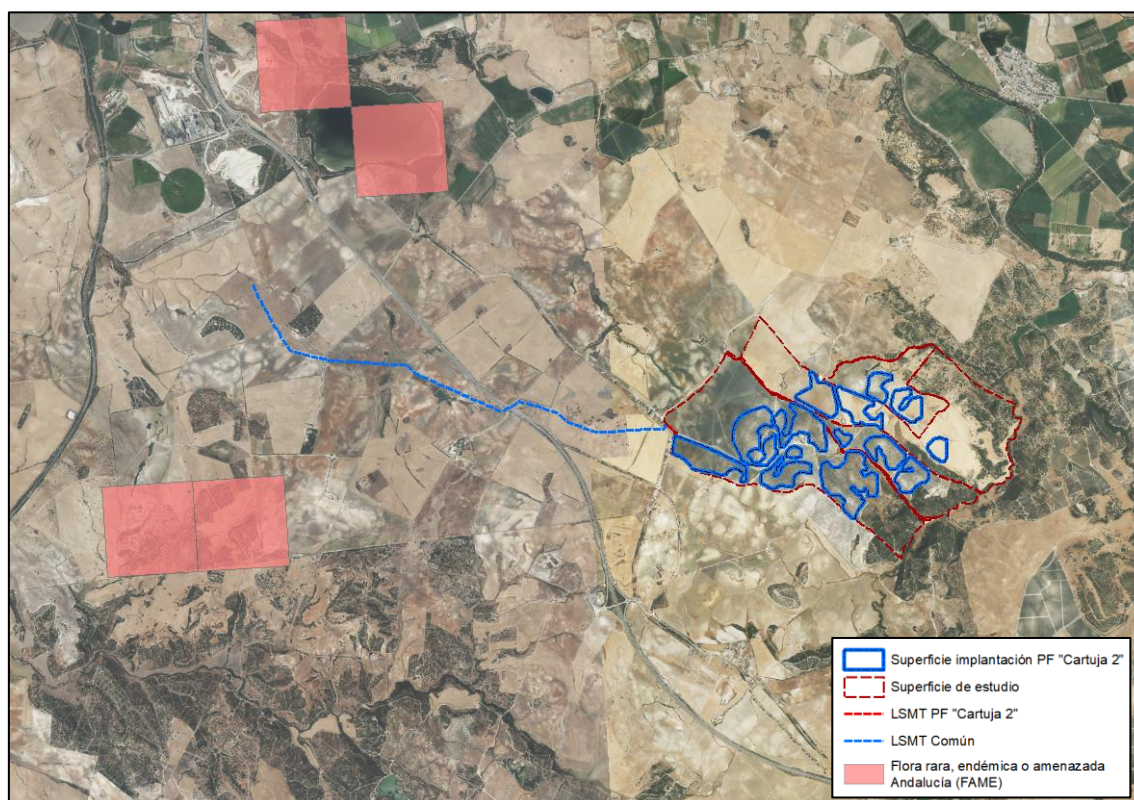 Superficie implantación PF "Cartuja 2"
Superficie de estudio
LSMT PF "Cartuja 2"
LSMT Común
Flora rara, endémica o amenazada
Andalucía (FAME)